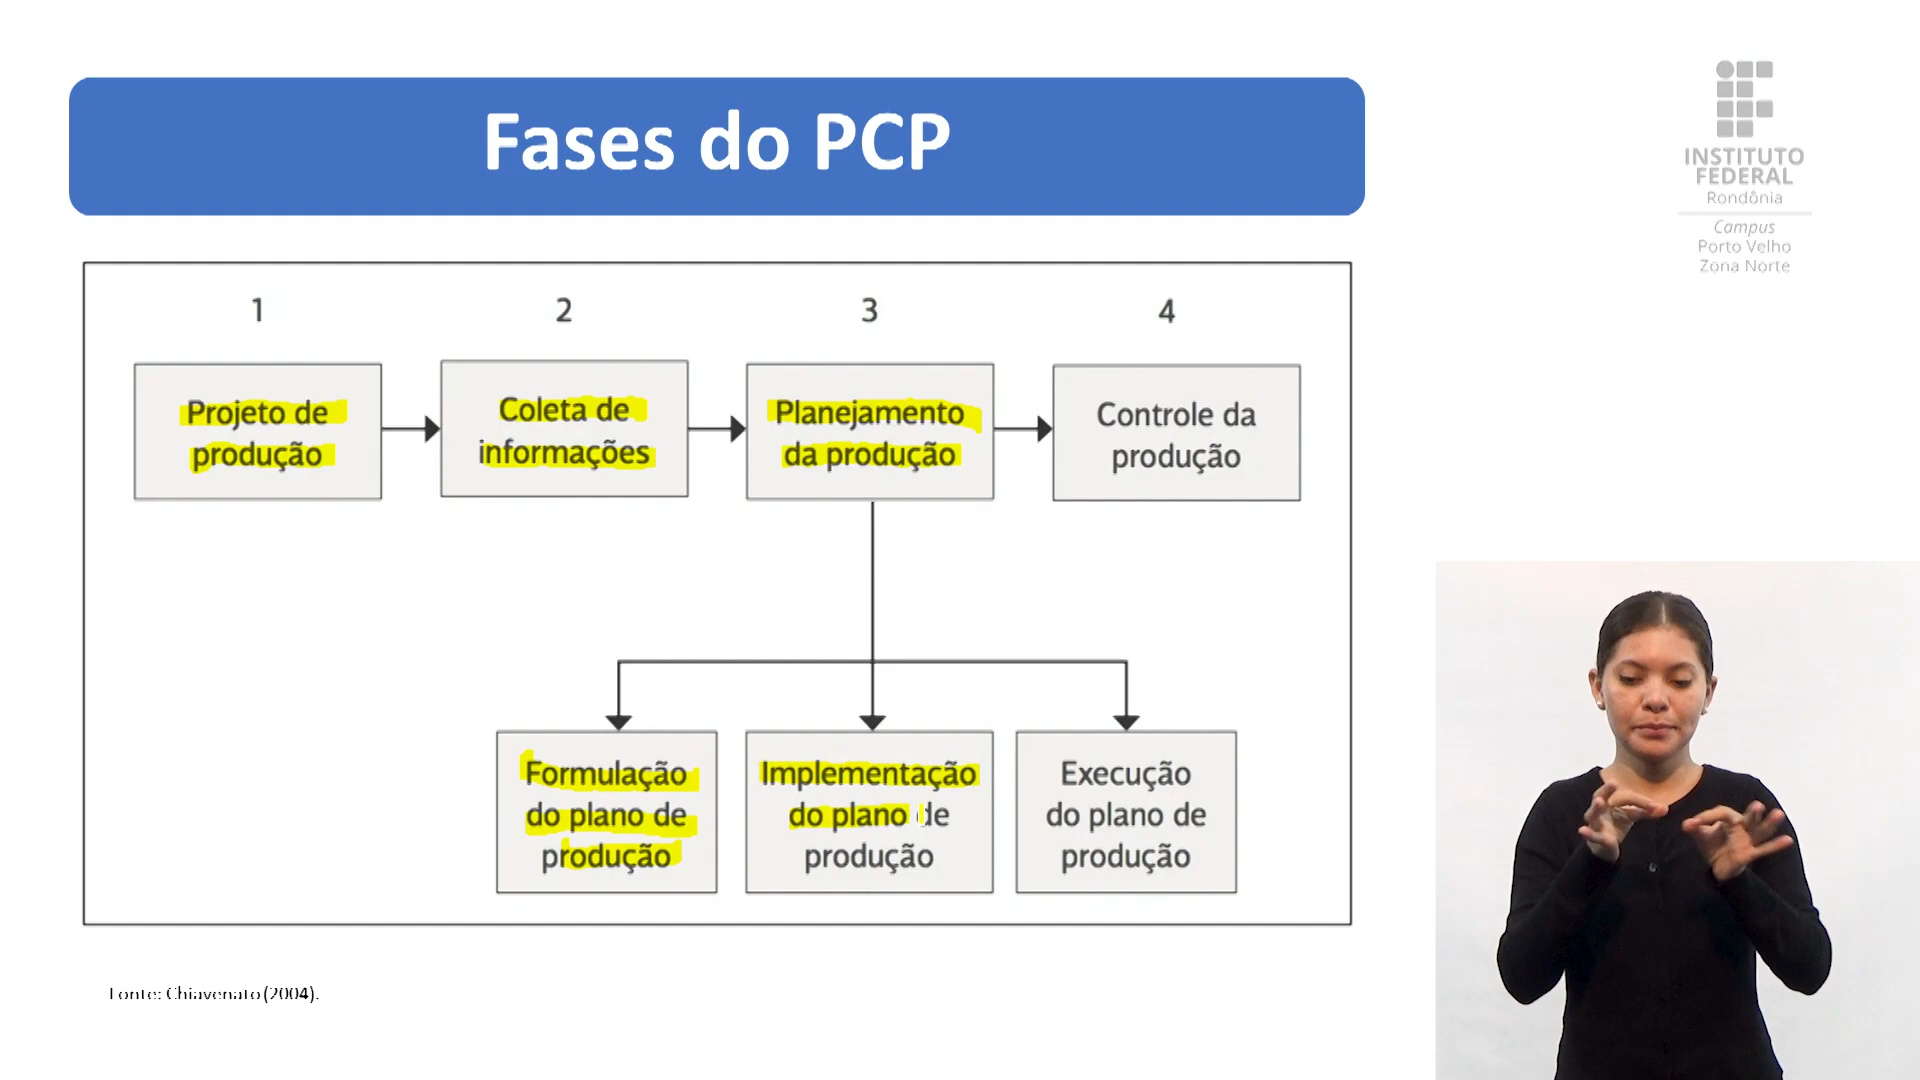 Fases do PCP
INSTITUTO
FEDERAL
Rondônia
Campus
Porto Velho
Zona Norte
1
2
3
4
Projeto de
produção
Coleta de
informações
Planejamento
da produção
Controle da
produção
Formulação
do plano de
produção
Implementação
do plano de
produção
Execução
do plano de
produção
Fonte: Chiavenato (2004).